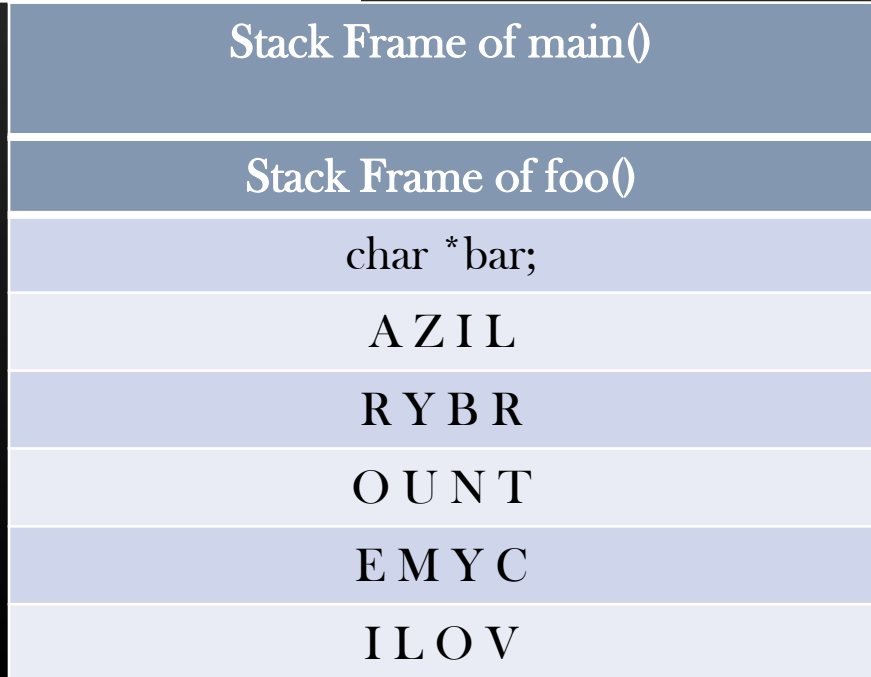 Stack Frame of main()
Stack Frame of foo()
char *bar;
A Z I L
R Y B R
O U N T
E M Y C
I L O V